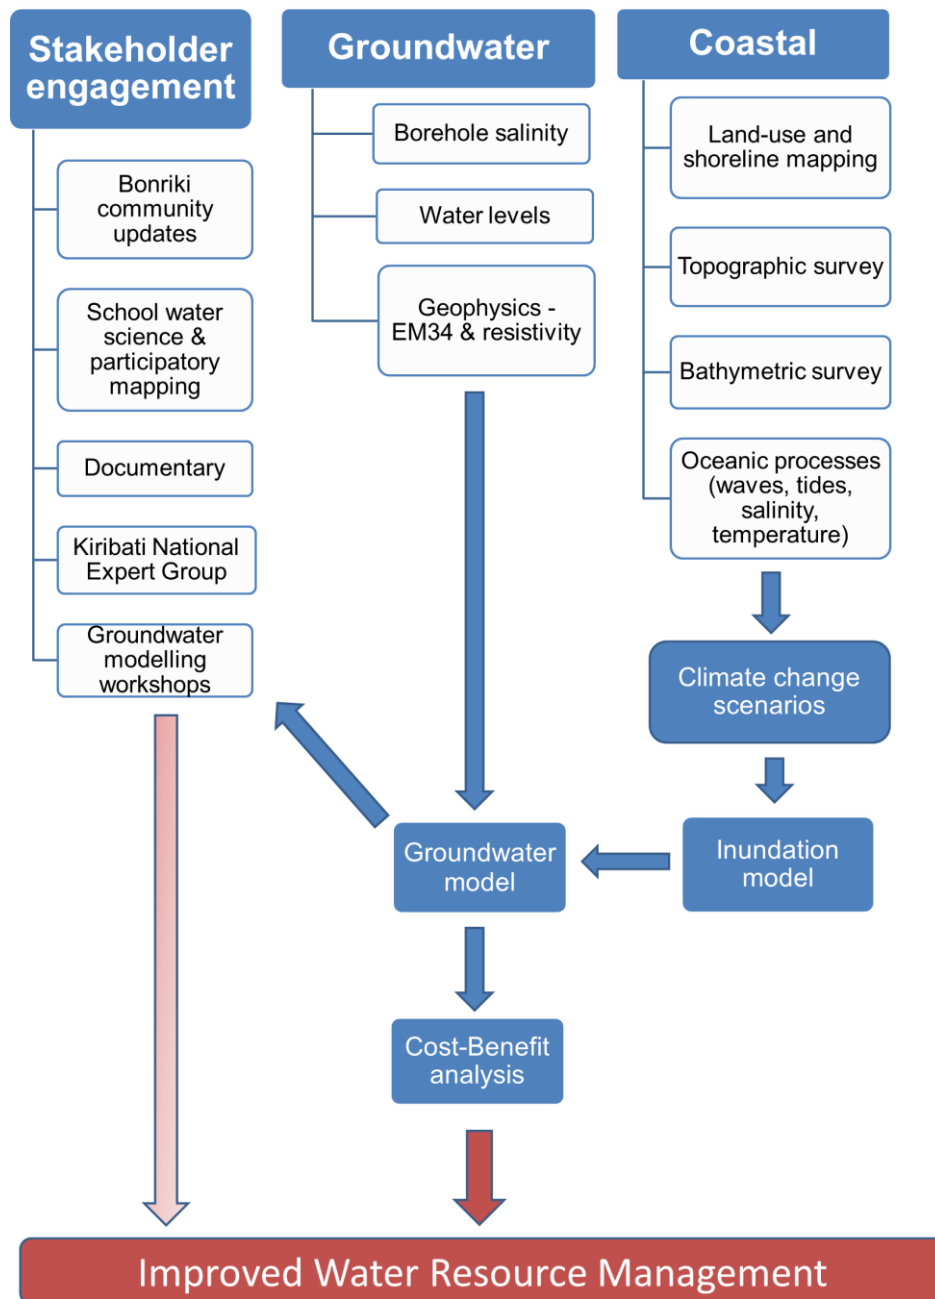 Stakeholder
engagement
Bonriki
community
updates
School water
science &
participatory
mapping
Documentary
Kiribati National
Expert Group
Groundwater
modelling
workshops
Groundwater
Borehole salinity
Water levels
Geophysics -
EM34 & resistivity
Coastal
Land-use and
shoreline mapping
Topographic survey
Bathymetric survey
Oceanic processes
(waves, tides,
salinity,
temperature)
Climate change
scenarios
Inundation
model
Groundwater
model
Cost-Benefit
analysis
Improved Water Resource Management